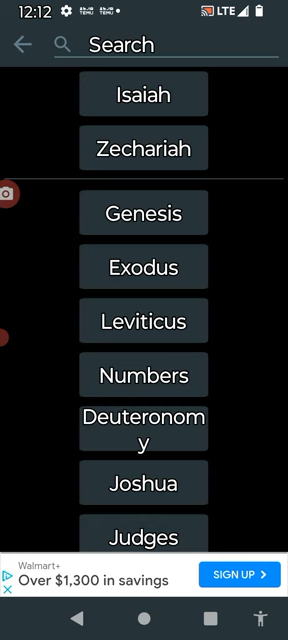 12:12 LTE
Search
Isaiah
Zechariah
Genesis
Exodus
Leviticus
Numbers
Deuteronom
y
Joshua
Judges
Walmart+
Over $1,300 in savings
SIGN UP